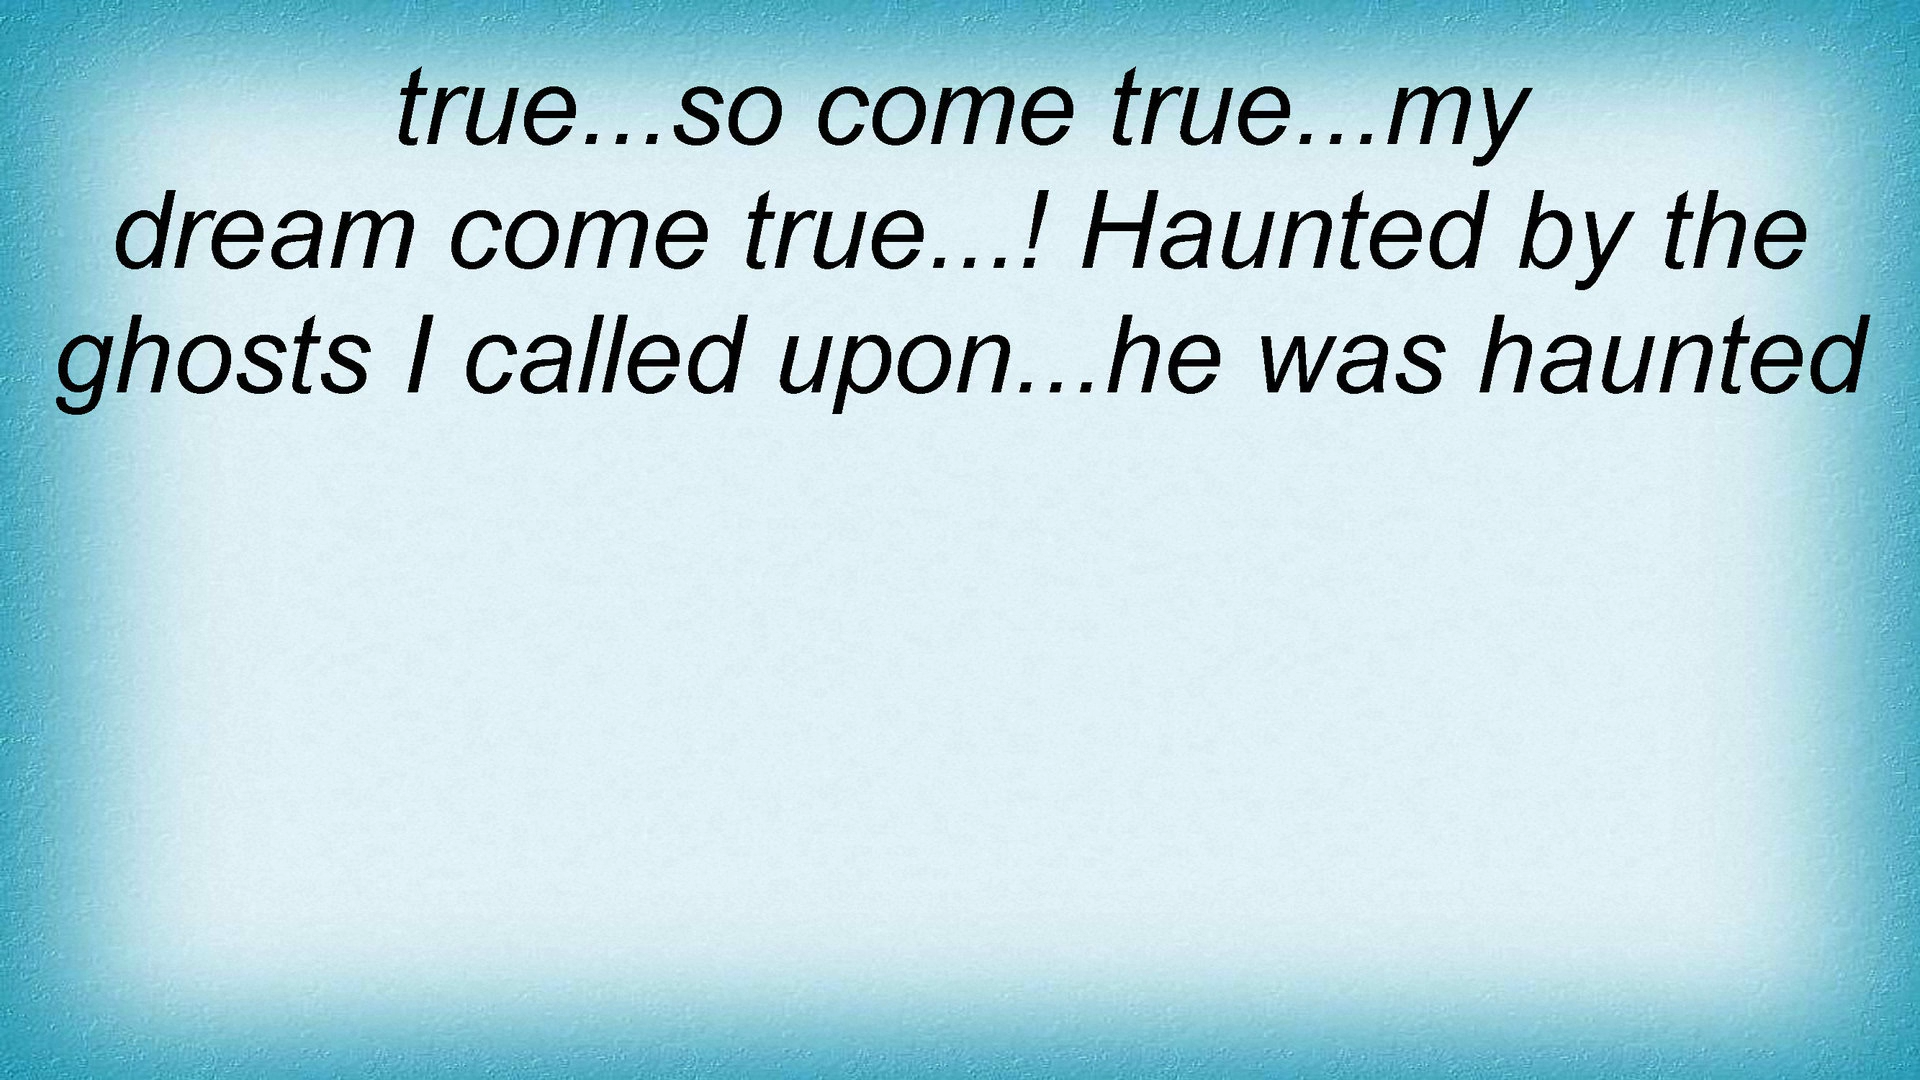 true...so come true...my
dream come true...! Haunted by the
ghosts I called upon...he was haunted